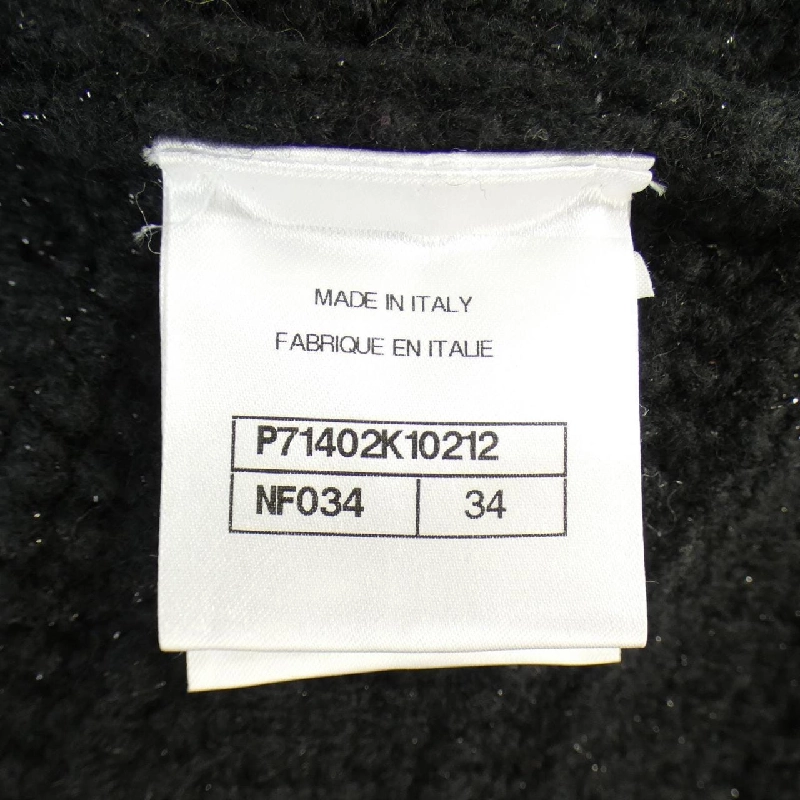 MADE IN ITALY
FABRIQUE EN ITALIE
P71402K10212
NF034 34